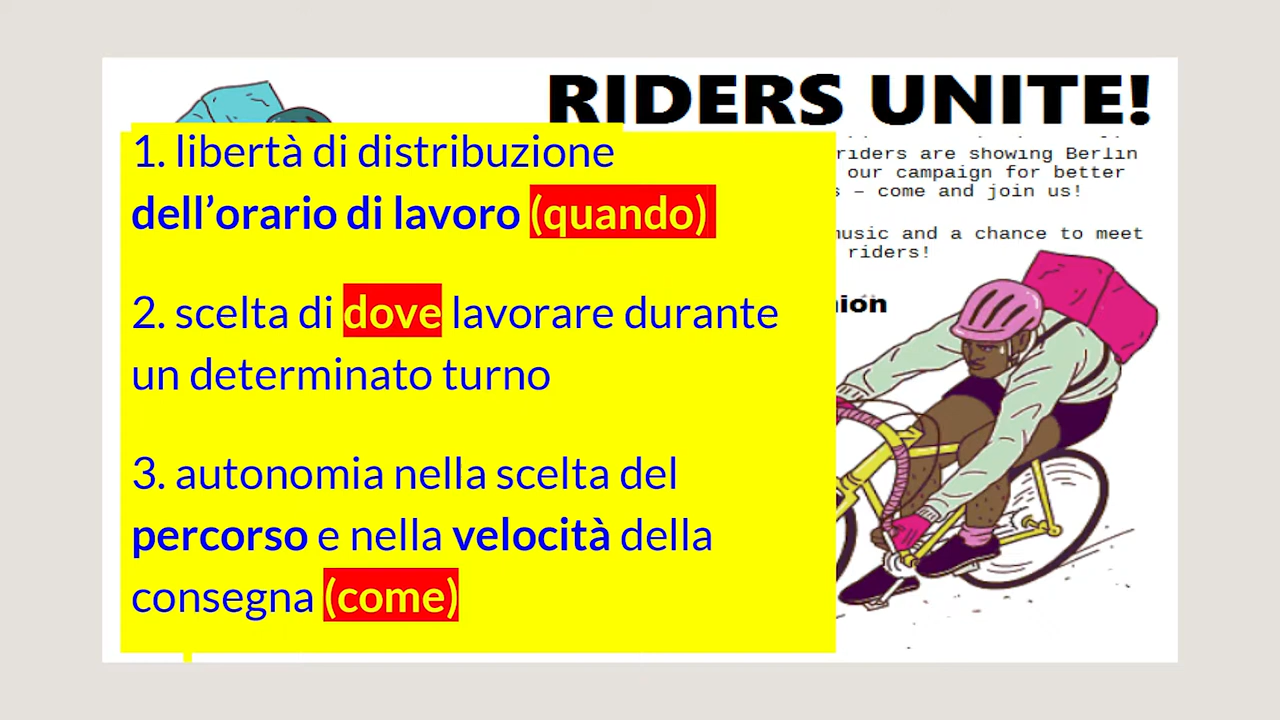 RIDERS UNITE!
1. libertà di distribuzione
dell’orario di lavoro (quando)
2. scelta di dove lavorare durante
un determinato turno
3. autonomia nella scelta del
percorso e nella velocità della
consegna (come)
riders are showing Berlin
our campaign for better
– come and join us!
and a chance to meet
riders!